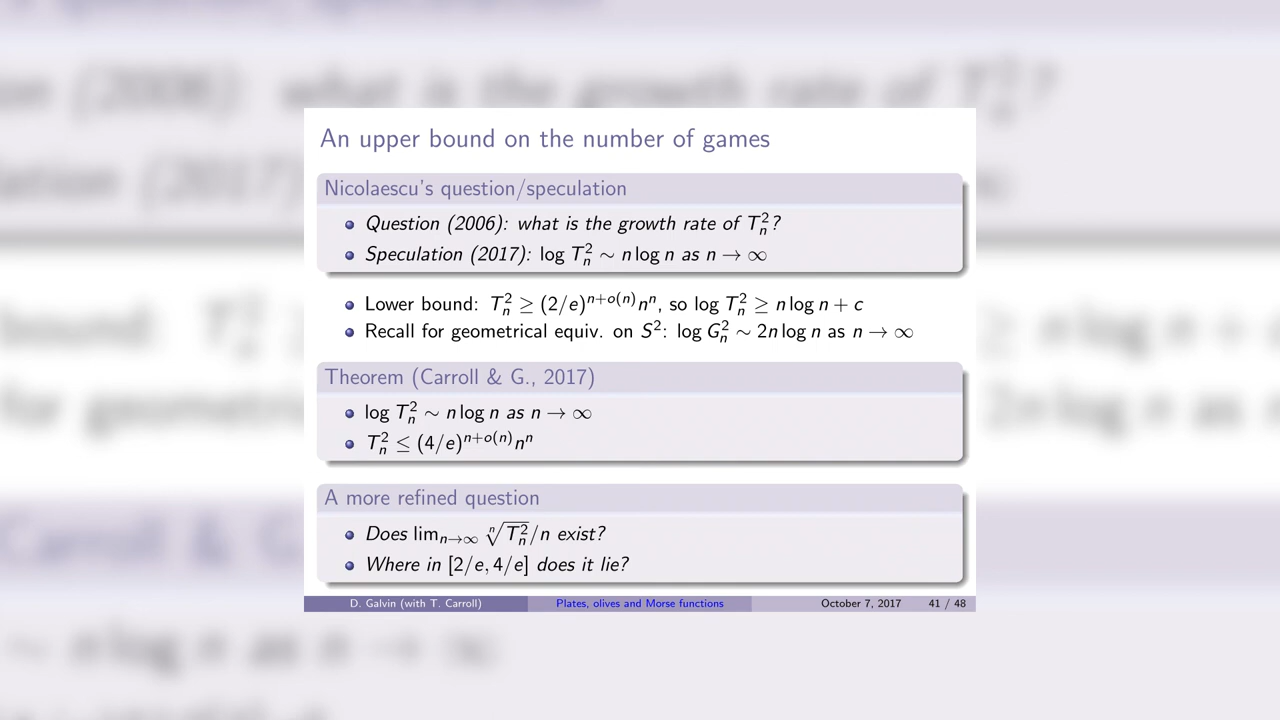 An upper bound on the number of games
Nicolaescu's question/speculation
Question (2006): what is the growth rate of T_n^2?
Speculation (2017): log T_n^2 ∼ n log n as n → ∞
Lower bound: T_n^2 ≥ (2/e)^{n+o(n)} n^n, so log T_n^2 ≥ n log n + c
Recall for geometrical equiv. on S^2: log G_n^2 ∼ 2n log n as n → ∞
Theorem (Carroll & G., 2017)
log T_n^2 ∼ n log n as n → ∞
T_n^2 ≤ (4/e)^{n+o(n)} n^n
A more refined question
Does lim_{n→∞} \sqrt[n]{T_n^2}/n exist?
Where in [2/e, 4/e] does it lie?
D. Galvin (with T. Carroll) Plates, olives and Morse functions October 7, 2017 41 / 48